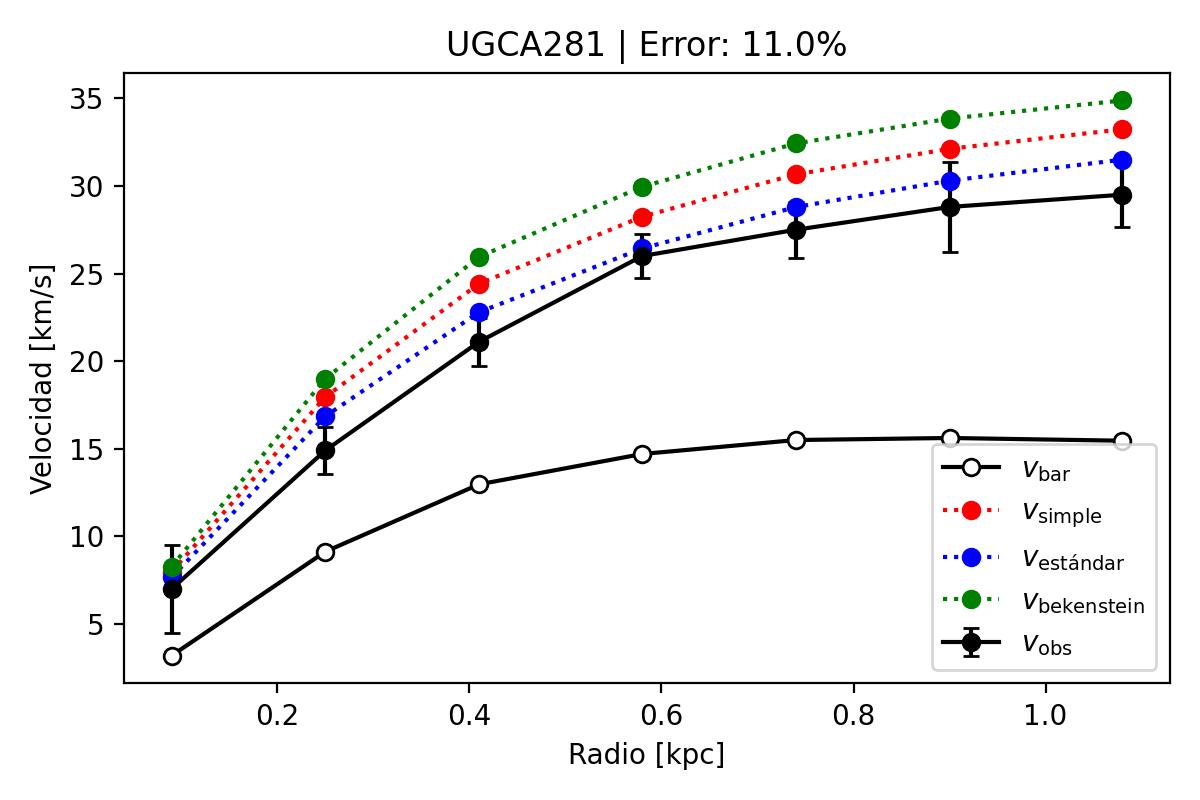 UGCA281 | Error: 11.0%
Velocidad [km/s]
35
30
25
20
15
10
5
v_bar
v_simple
v_estándar
v_bekenstein
v_obs
0.2 0.4 0.6 0.8 1.0
Radio [kpc]